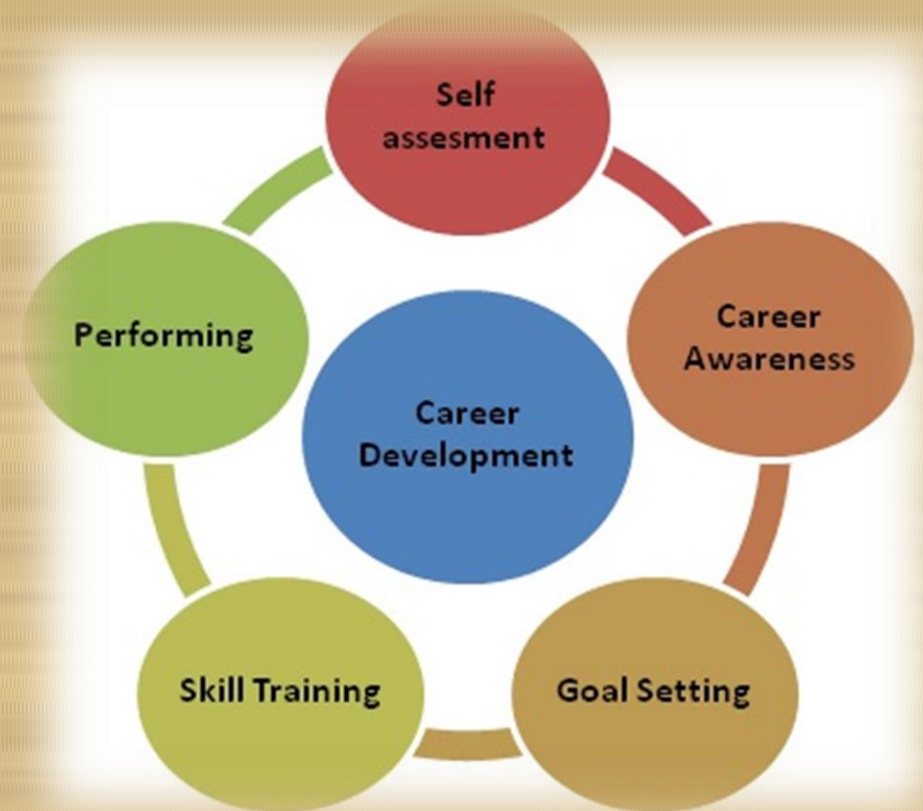 Self
assesment
Career
Awareness
Goal Setting
Skill Training
Performing
Career
Development